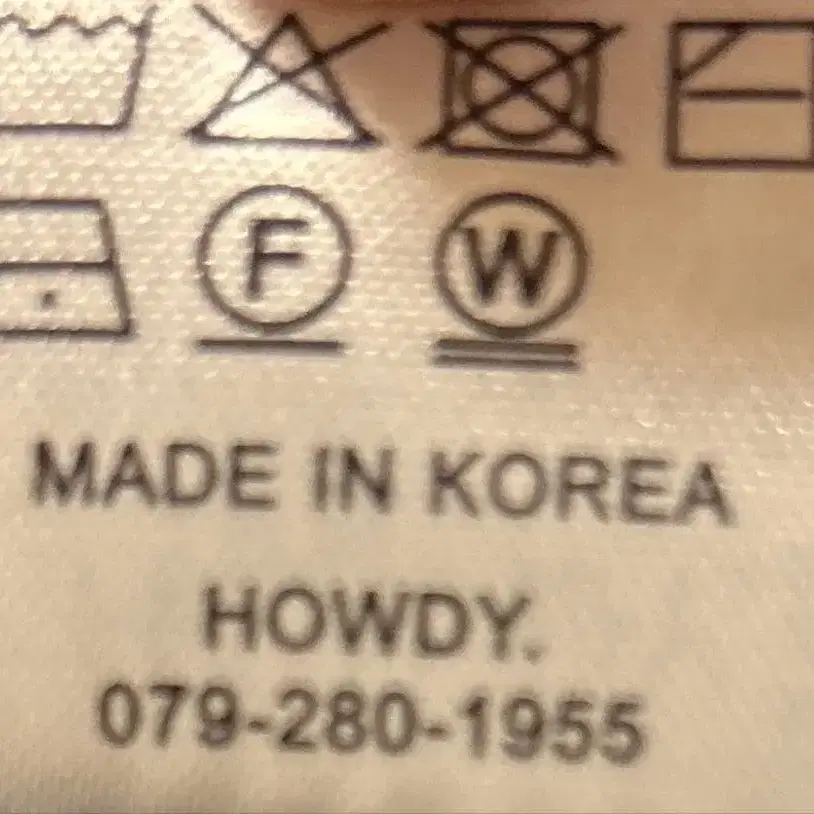 F W
MADE IN KOREA
HOWDY.
079-280-1955